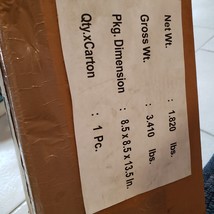 Net Wt. : 1.820 lbs.
Gross Wt. : 3.410 lbs.
Pkg. Dimension : 8.5 x 8.5 x 13.5 In.
Qty.xCarton : 1 Pc.